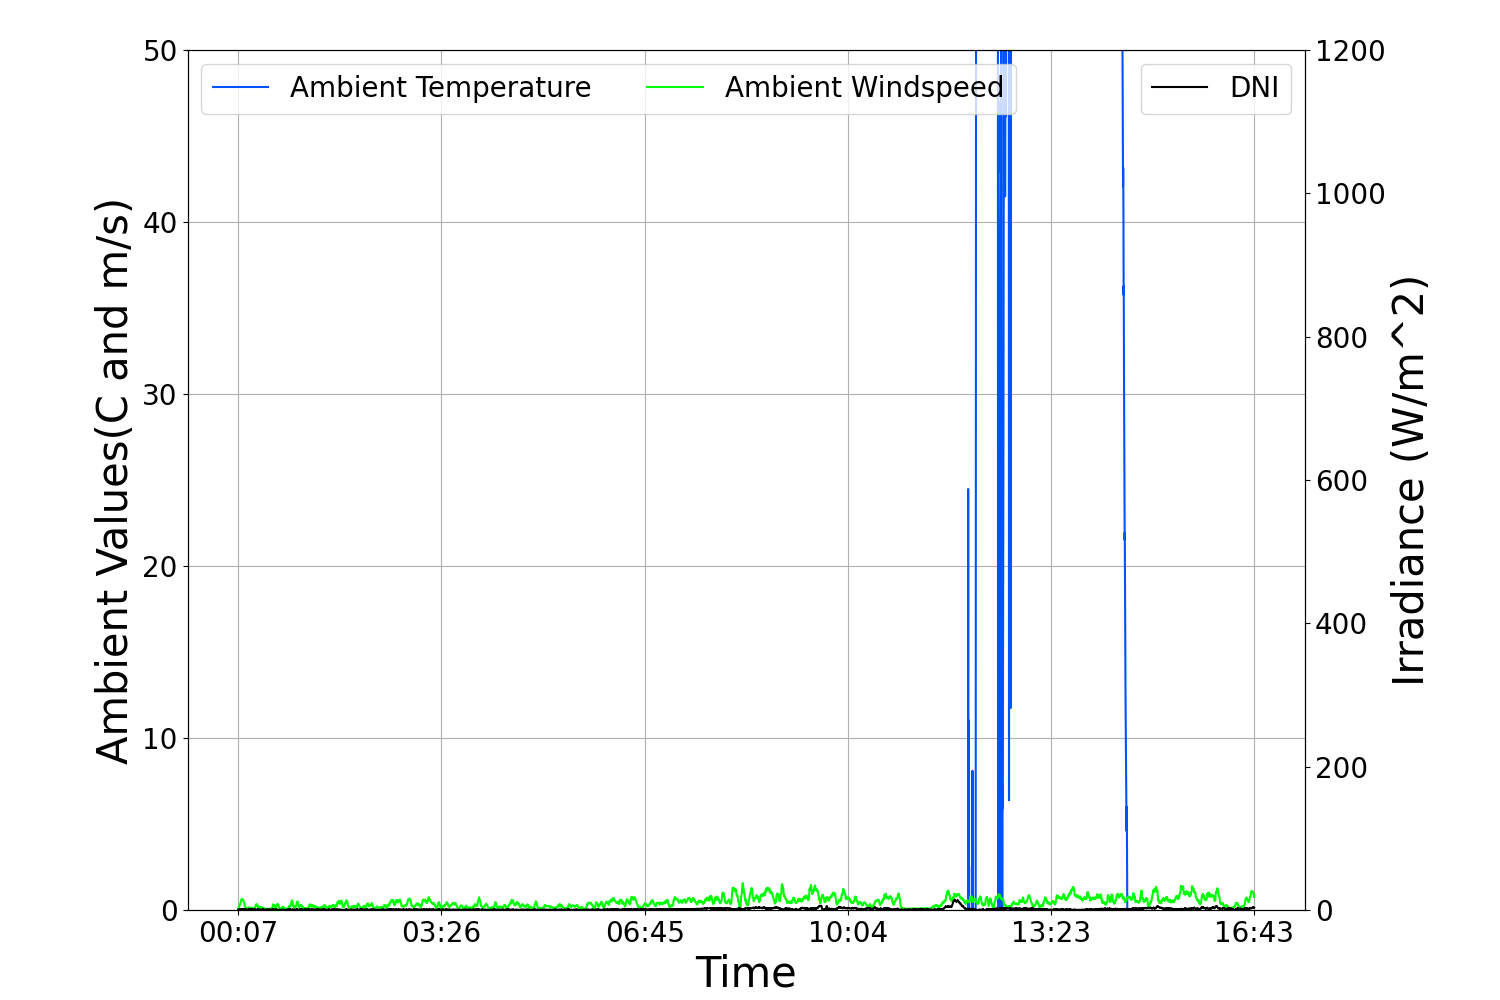 Ambient Temperature Ambient Windspeed DNI
Ambient Values(C and m/s)
50
40
30
20
10
0
1200
1000
800
600
400
200
0
Irradiance (W/m^2)
00:07 03:26 06:45 10:04 13:23 16:43
Time